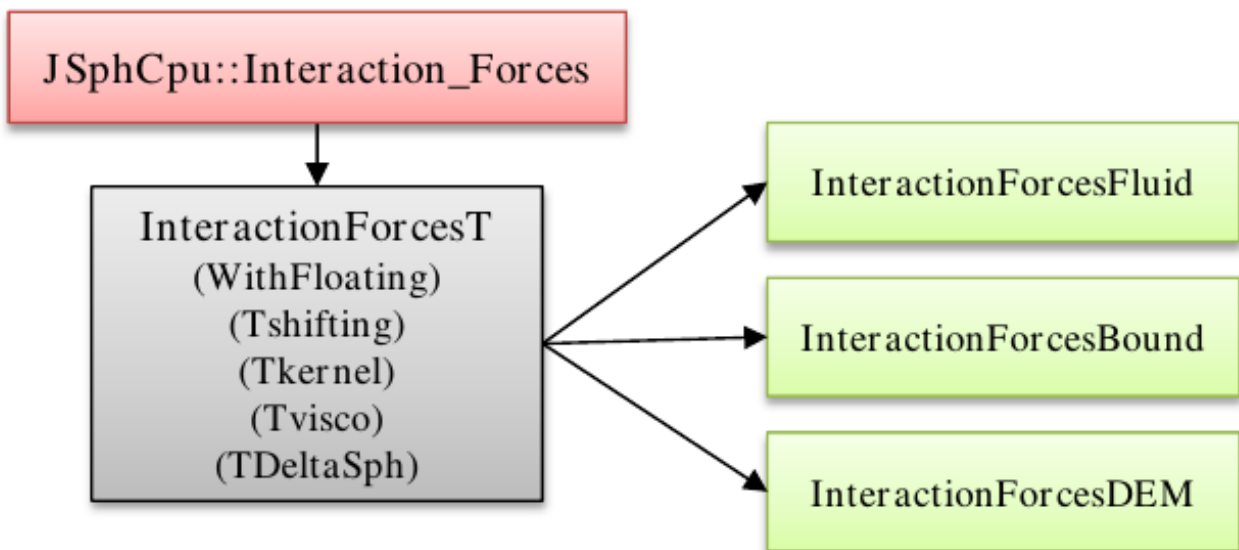 JSphCpu::Interaction_Forces
InteractionForcesT
(WithFloating)
(Tshifting)
(Tkernel)
(Tvisco)
(TDeltaSph)
InteractionForcesFluid
InteractionForcesBound
InteractionForcesDEM